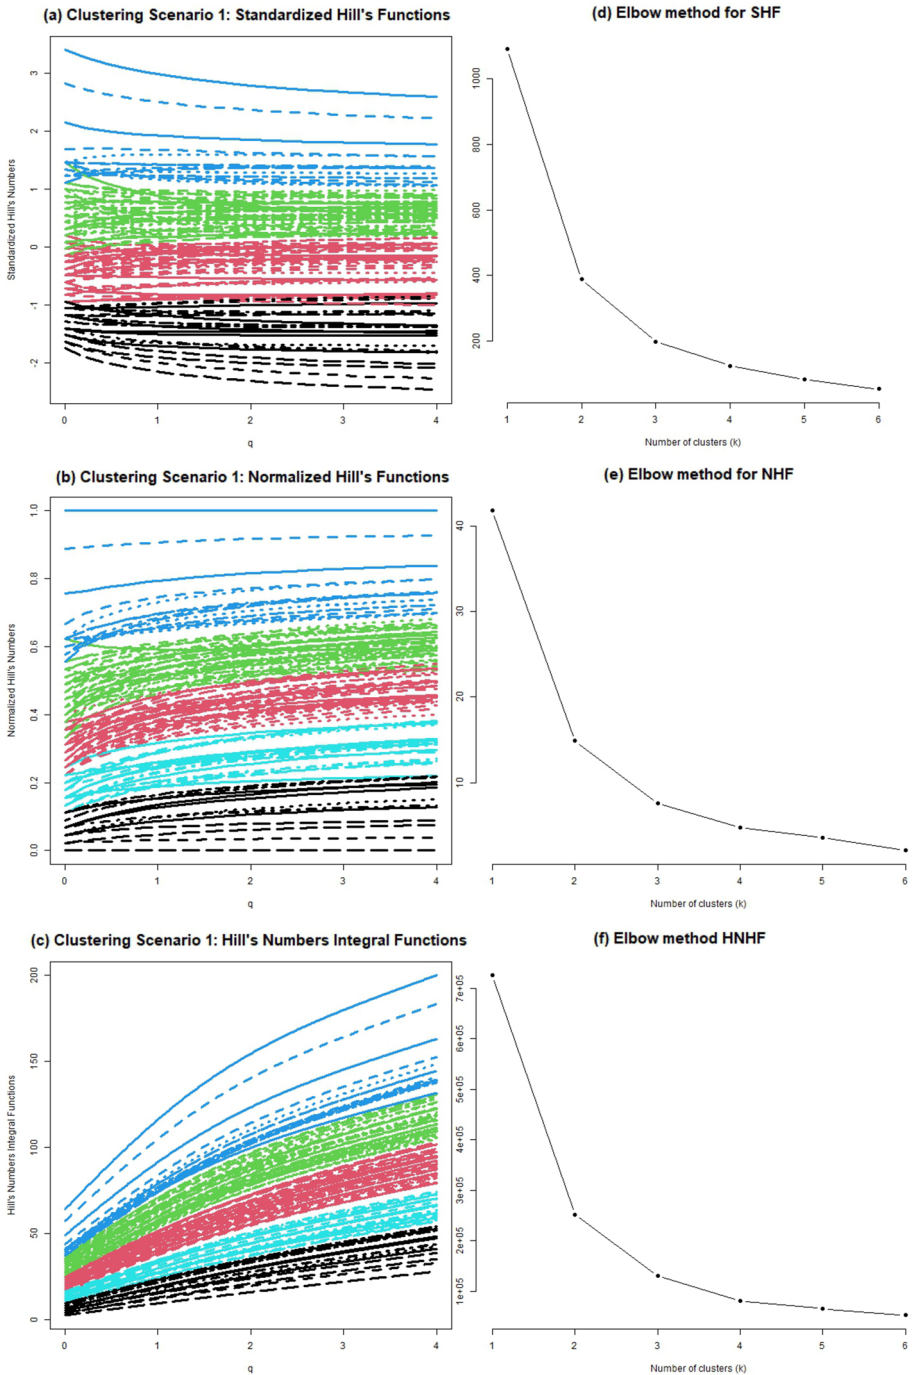 (a) Clustering Scenario 1: Standardized Hill's Functions
Standardized Hill's Numbers
3
2
1
0
-1
-2
0 1 2 3 4
q
(d) Elbow method for SHF
1000
800
600
400
200
1 2 3 4 5 6
Number of clusters (k)
(b) Clustering Scenario 1: Normalized Hill's Functions
Normalized Hill's Numbers
1.0
0.8
0.6
0.4
0.2
0.0
0 1 2 3 4
q
(e) Elbow method for NHF
40
30
20
10
1 2 3 4 5 6
Number of clusters (k)
(c) Clustering Scenario 1: Hill's Numbers Integral Functions
Hill's Numbers Integral Functions
200
150
100
50
0
0 1 2 3 4
q
(f) Elbow method HNHF
7e+05
6e+05
5e+05
4e+05
3e+05
2e+05
1e+05
1 2 3 4 5 6
Number of clusters (k)